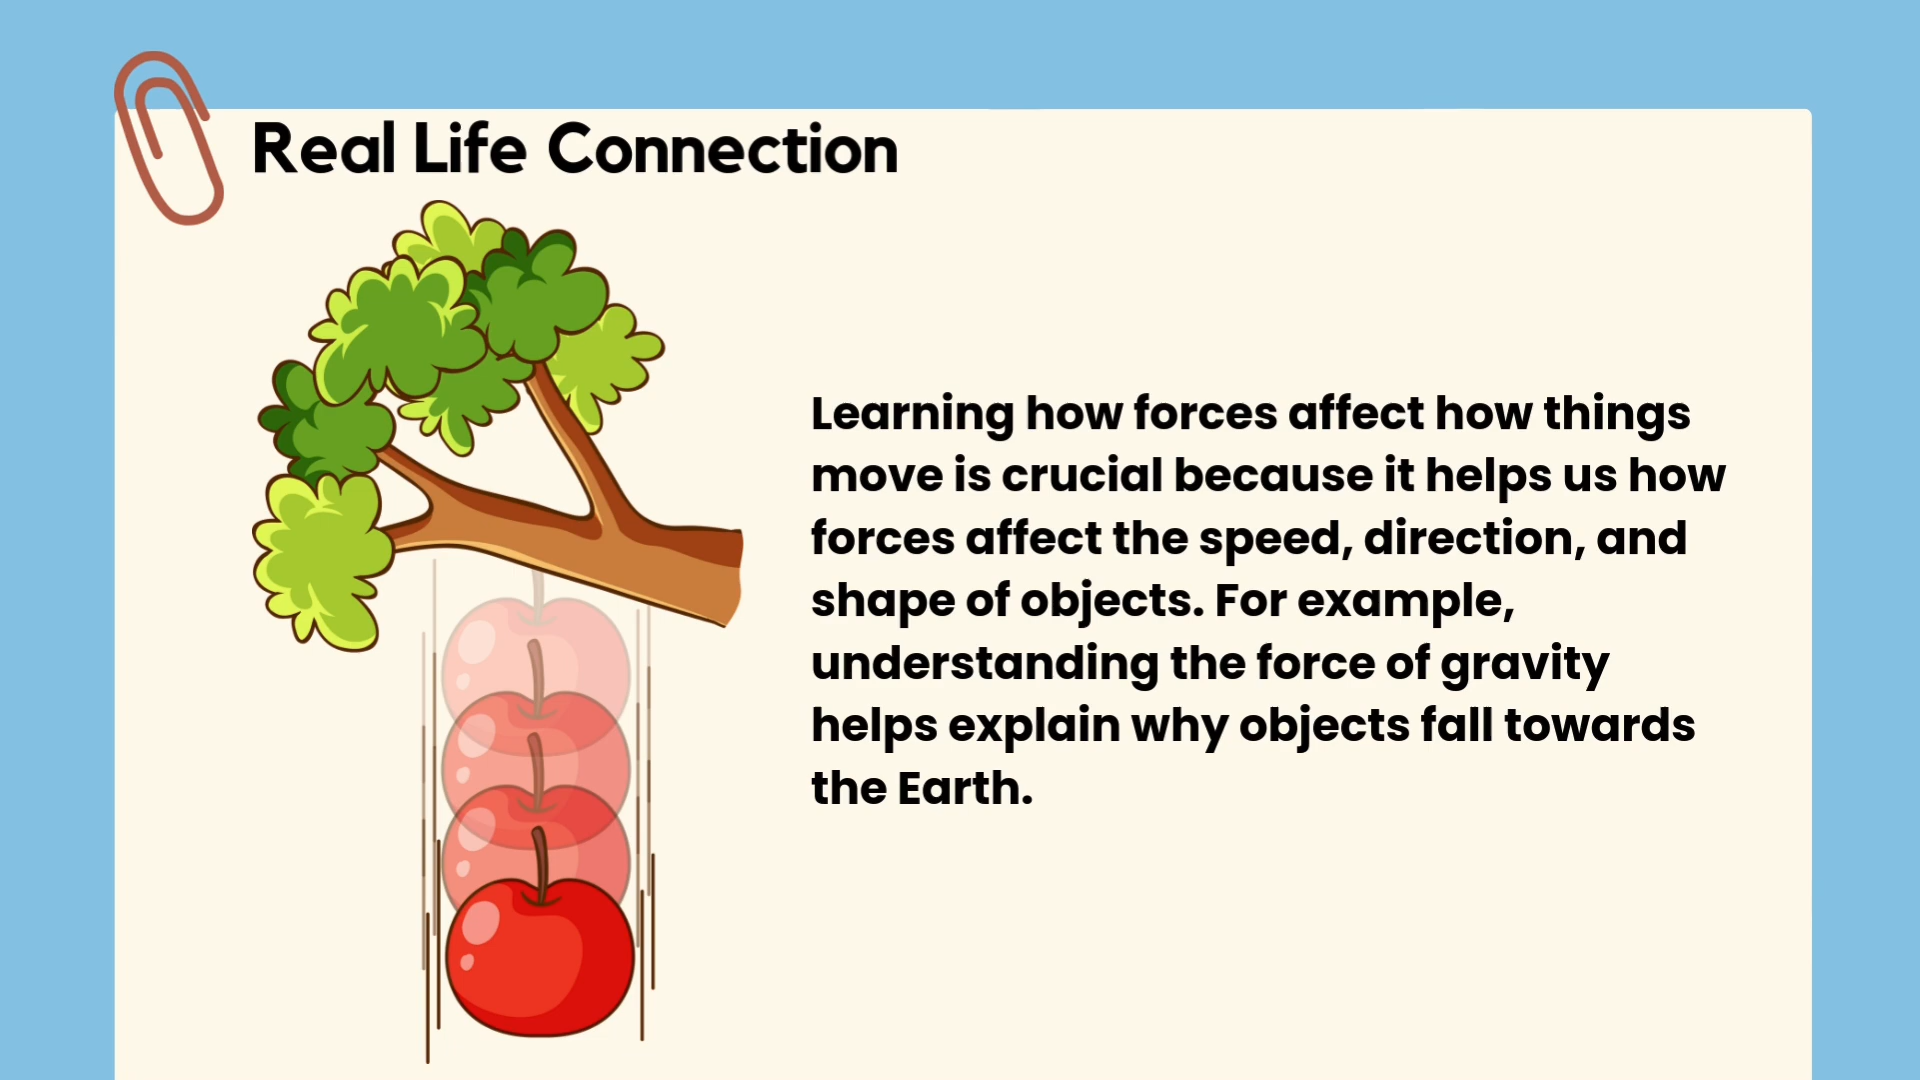 Real Life Connection
Learning how forces affect how things
move is crucial because it helps us how
forces affect the speed, direction, and
shape of objects. For example,
understanding the force of gravity
helps explain why objects fall towards
the Earth.